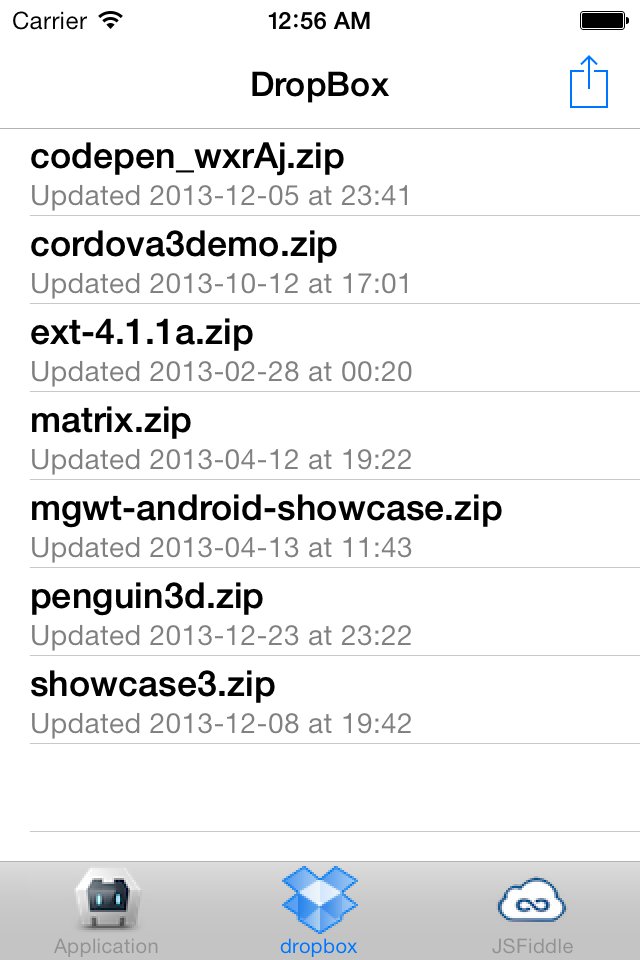 Carrier 12:56 AM
DropBox
codepen_wxrAj.zip
Updated 2013-12-05 at 23:41
cordova3demo.zip
Updated 2013-10-12 at 17:01
ext-4.1.1a.zip
Updated 2013-02-28 at 00:20
matrix.zip
Updated 2013-04-12 at 19:22
mgwt-android-showcase.zip
Updated 2013-04-13 at 11:43
penguin3d.zip
Updated 2013-12-23 at 23:22
showcase3.zip
Updated 2013-12-08 at 19:42
Application dropbox JSFiddle